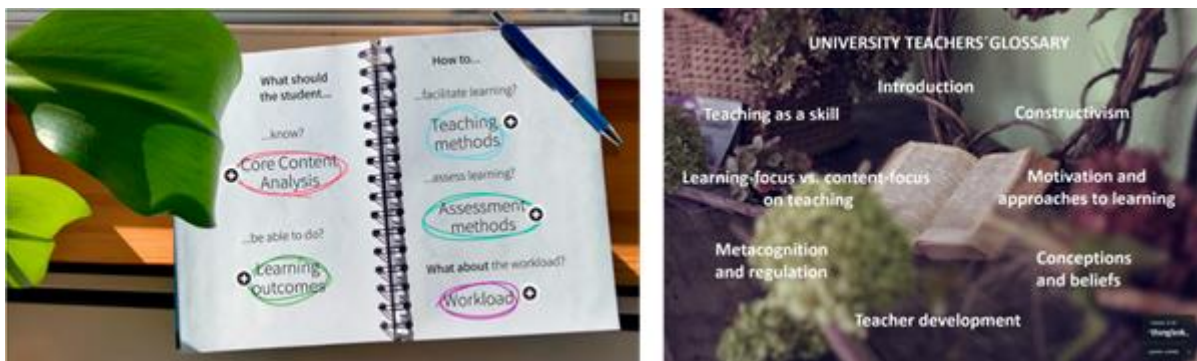 What should
the student...
...know?
Core Content
Analysis
...be able to do?
Learning
outcomes
How to...
...facilitate learning?
Teaching
methods
...assess learning?
Assessment
methods
What about the workload?
Workload
UNIVERSITY TEACHERS´GLOSSARY
Introduction
Teaching as a skill
Constructivism
Learning-focus vs. content-focus
on teaching
Motivation and
approaches to learning
Metacognition
and regulation
Conceptions
and beliefs
Teacher development